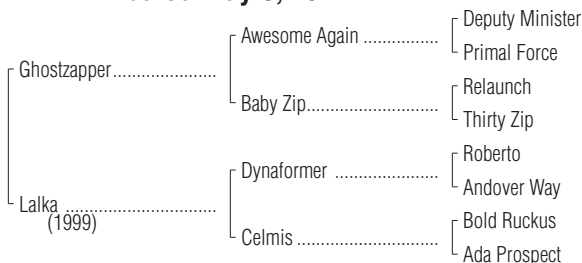 Deputy Minister
Awesome Again ..................
Primal Force
Ghostzapper........................
Relaunch
Baby Zip................................
Thirty Zip
Roberto
Dynaformer .........................
Andover Way
Lalka ...................................
(1999)
Bold Ruckus
Celmis ..................................
Ada Prospect